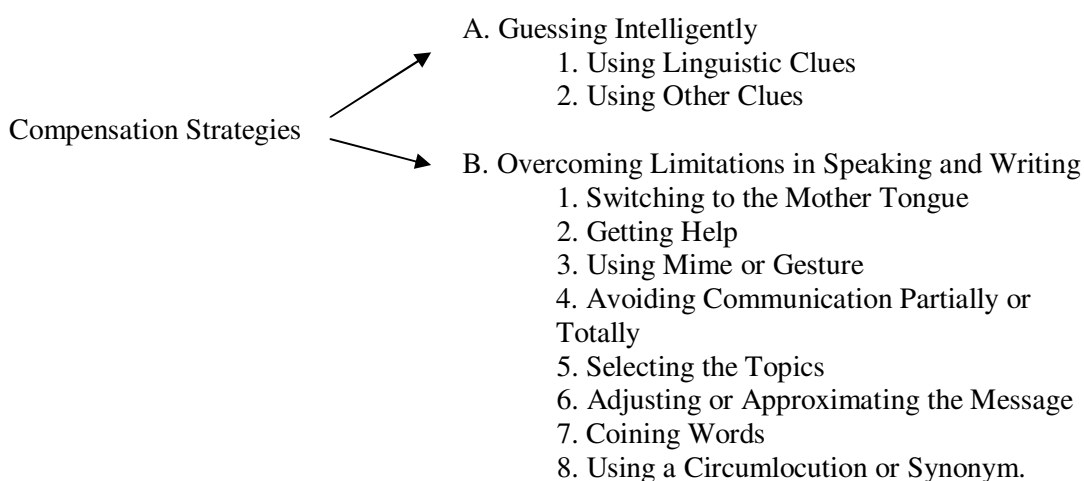 A. Guessing Intelligently
1. Using Linguistic Clues
2. Using Other Clues
Compensation Strategies
B. Overcoming Limitations in Speaking and Writing
1. Switching to the Mother Tongue
2. Getting Help
3. Using Mime or Gesture
4. Avoiding Communication Partially or
Totally
5. Selecting the Topics
6. Adjusting or Approximating the Message
7. Coining Words
8. Using a Circumlocution or Synonym.